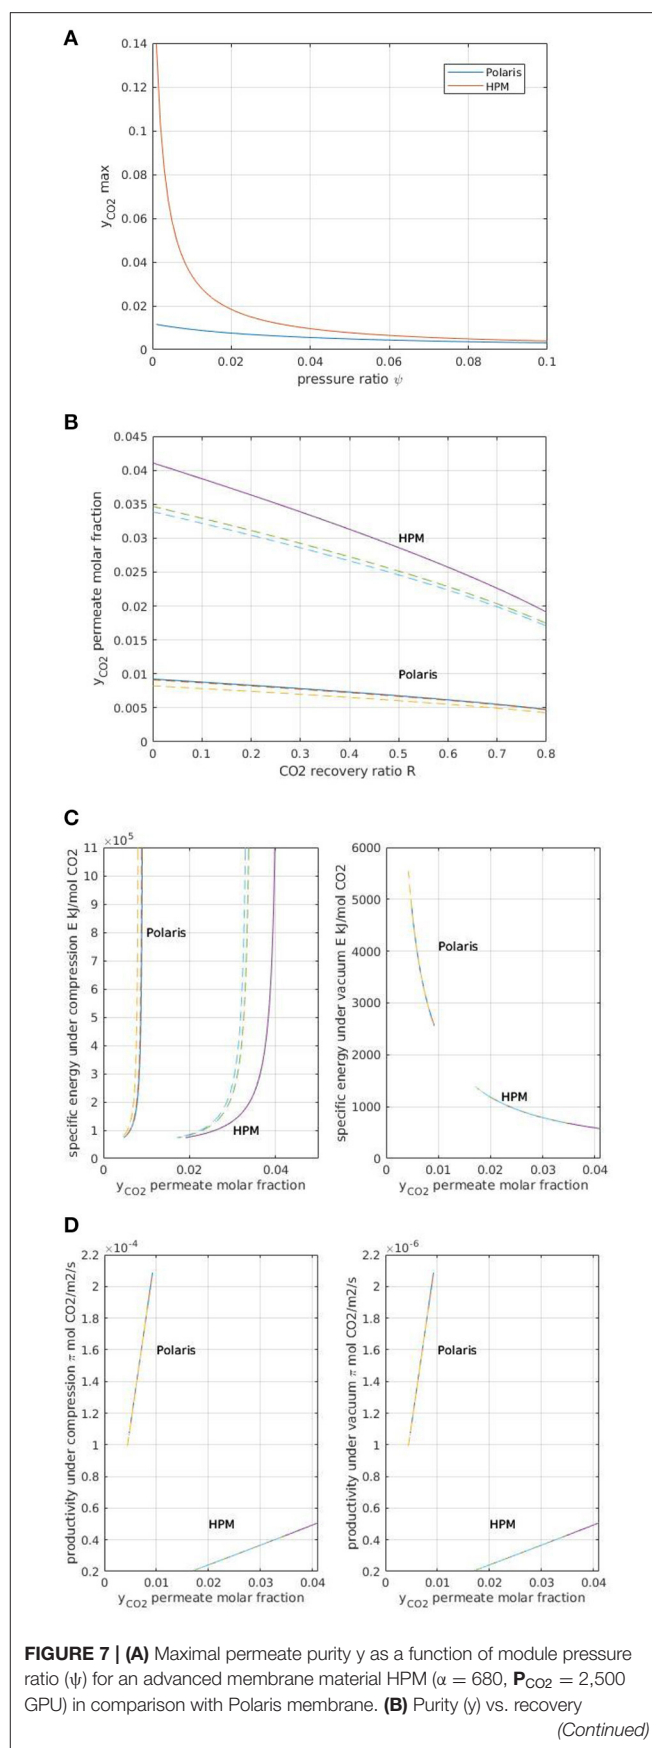 A
0.14
0.12
0.1
0.08
0.06
0.04
0.02
0
y_CO2 max
Polaris
HPM
0.02
0.04
0.06
0.08
0.1
pressure ratio ψ
B
0.045
0.04
0.035
0.03
0.025
0.02
0.015
0.01
0.005
0
y_CO2 permeate molar fraction
HPM
Polaris
0
0.1
0.2
0.3
0.4
0.5
0.6
0.7
0.8
CO2 recovery ratio R
C
×10^5
11
10
9
8
7
6
5
4
3
2
1
0
specific energy under compression E kJ/mol CO2
Polaris
HPM
0
0.02
0.04
y_CO2 permeate molar fraction
6000
5000
4000
3000
2000
1000
0
specific energy under vacuum E kJ/mol CO2
Polaris
HPM
0
0.01
0.02
0.03
0.04
y_CO2 permeate molar fraction
D
×10^-4
2.2
2
1.8
1.6
1.4
1.2
1
0.8
0.6
0.4
0.2
productivity under compression π mol CO2/m2/s
Polaris
HPM
0
0.01
0.02
0.03
0.04
y_CO2 permeate molar fraction
×10^-6
2.2
2
1.8
1.6
1.4
1.2
1
0.8
0.6
0.4
0.2
productivity under vacuum π mol CO2/m2/s
Polaris
HPM
0
0.01
0.02
0.03
0.04
y_CO2 permeate molar fraction
FIGURE 7 | (A) Maximal permeate purity y as a function of module pressure
ratio (ψ) for an advanced membrane material HPM (α = 680, P_CO2 = 2,500
GPU) in comparison with Polaris membrane. (B) Purity (y) vs. recovery
(Continued)